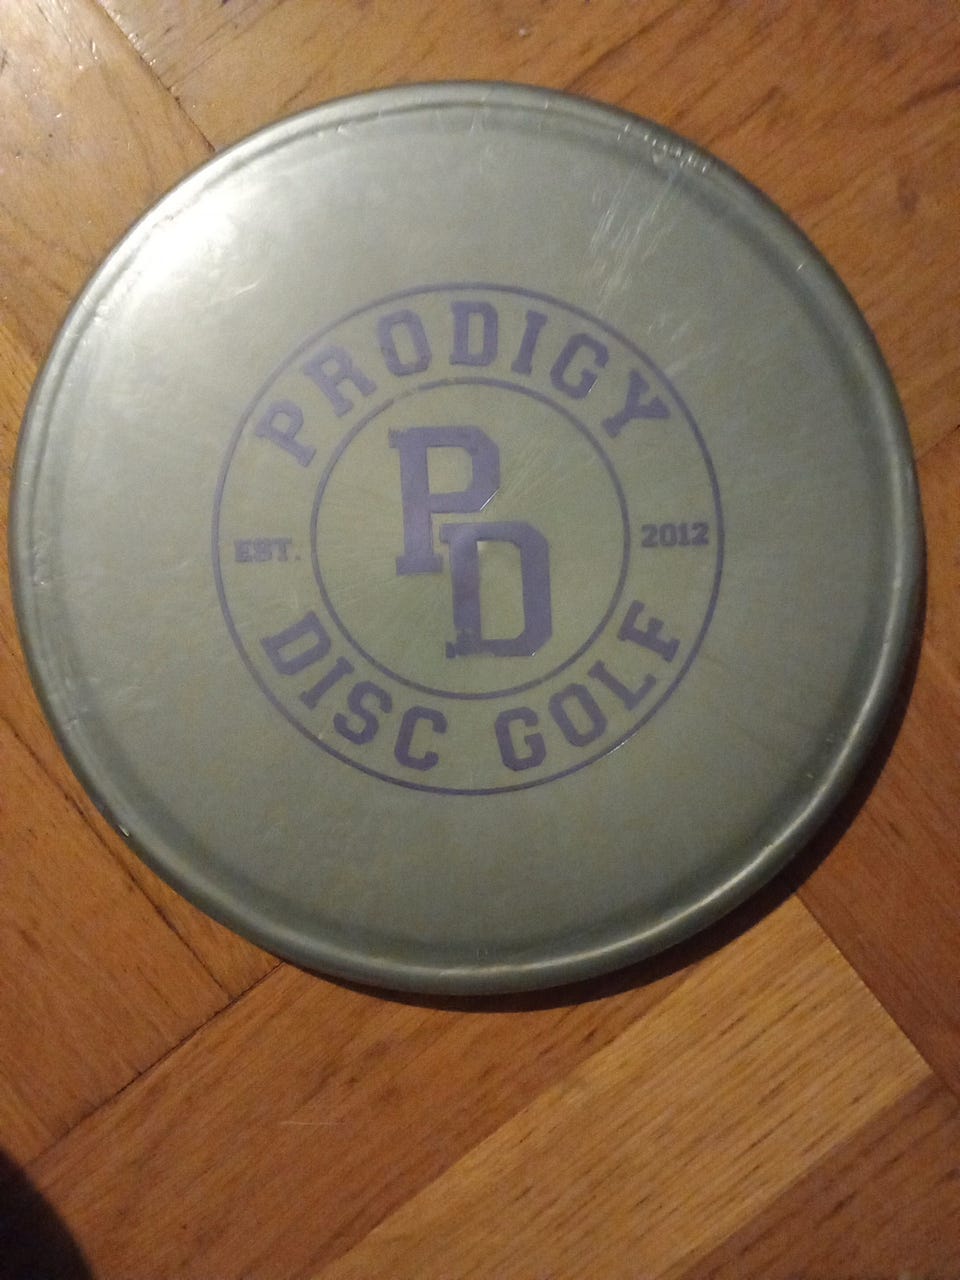 PRODIGY
PD
EST. 2012
DISC GOLF